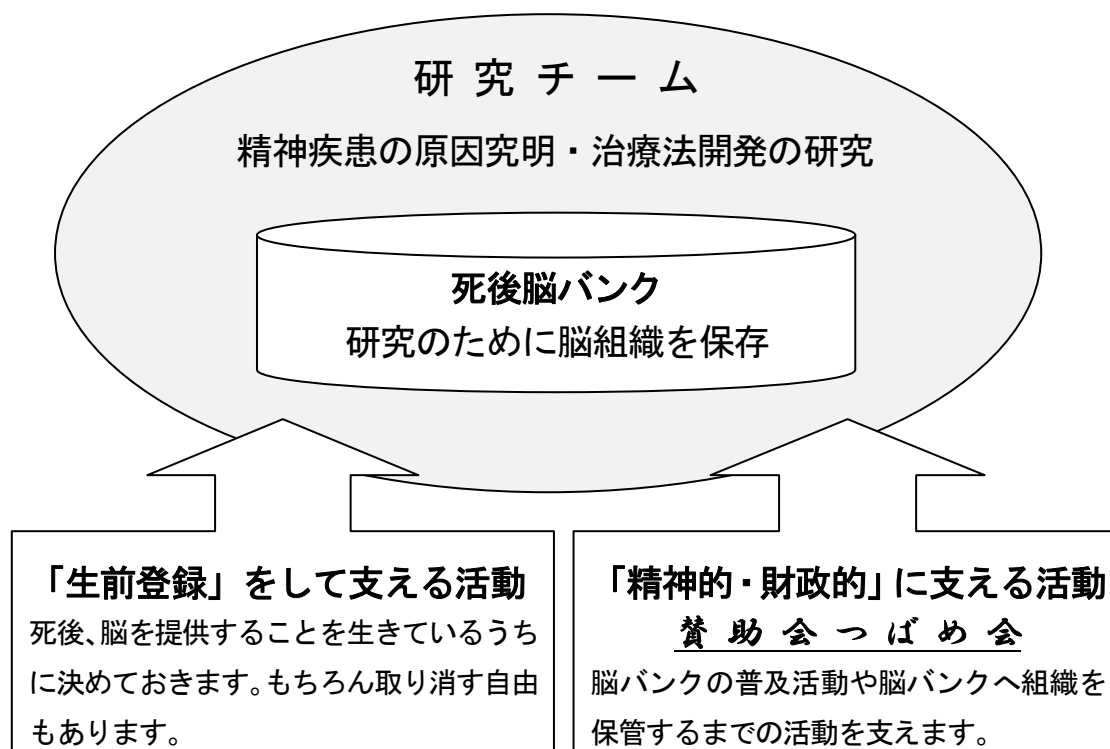 研究チーム
精神疾患の原因究明・治療法開発の研究
死後脳バンク
研究のために脳組織を保存
「生前登録」をして支える活動
死後、脳を提供することを生きているうち
に決めておきます。もちろん取り消す自由
もあります。
「精神的・財政的」に支える活動
賛助会つばめ会
脳バンクの普及活動や脳バンクへ組織を
保管するまでの活動を支えます。